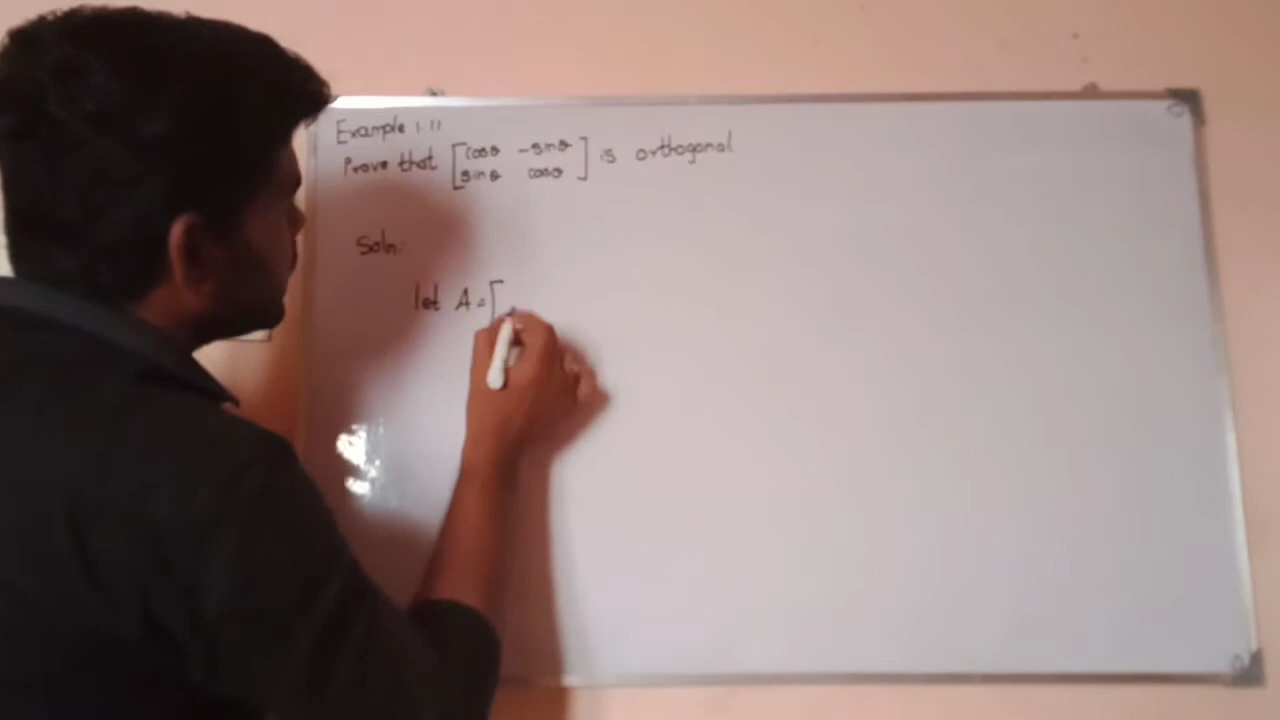 Example 1.11
Prove that [cosθ -sinθ
sinθ cosθ] is orthogonal
Soln:
let A = [